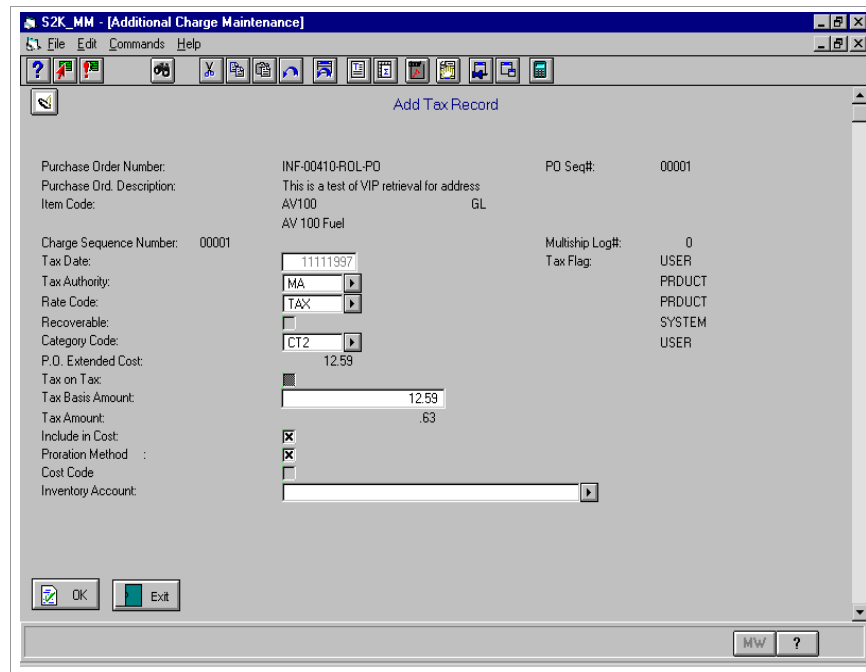 S2K_MM - [Additional Charge Maintenance]
File Edit Commands Help
Add Tax Record
Purchase Order Number: INF-00410-ROL-PO PO Seq#: 00001
Purchase Ord. Description: This is a test of VIP retrieval for address
Item Code: AV100 GL
AV 100 Fuel
Charge Sequence Number: 00001 Multiship Log#: 0
Tax Date: 11111997 Tax Flag: USER
Tax Authority: MA PRDUCT
Rate Code: TAX PRDUCT
Recoverable: SYSTEM
Category Code: CT2 USER
P.O. Extended Cost: 12.59
Tax on Tax:
Tax Basis Amount: 12.59
Tax Amount: .63
Include in Cost:
Proration Method :
Cost Code
Inventory Account:
OK Exit
MW ?